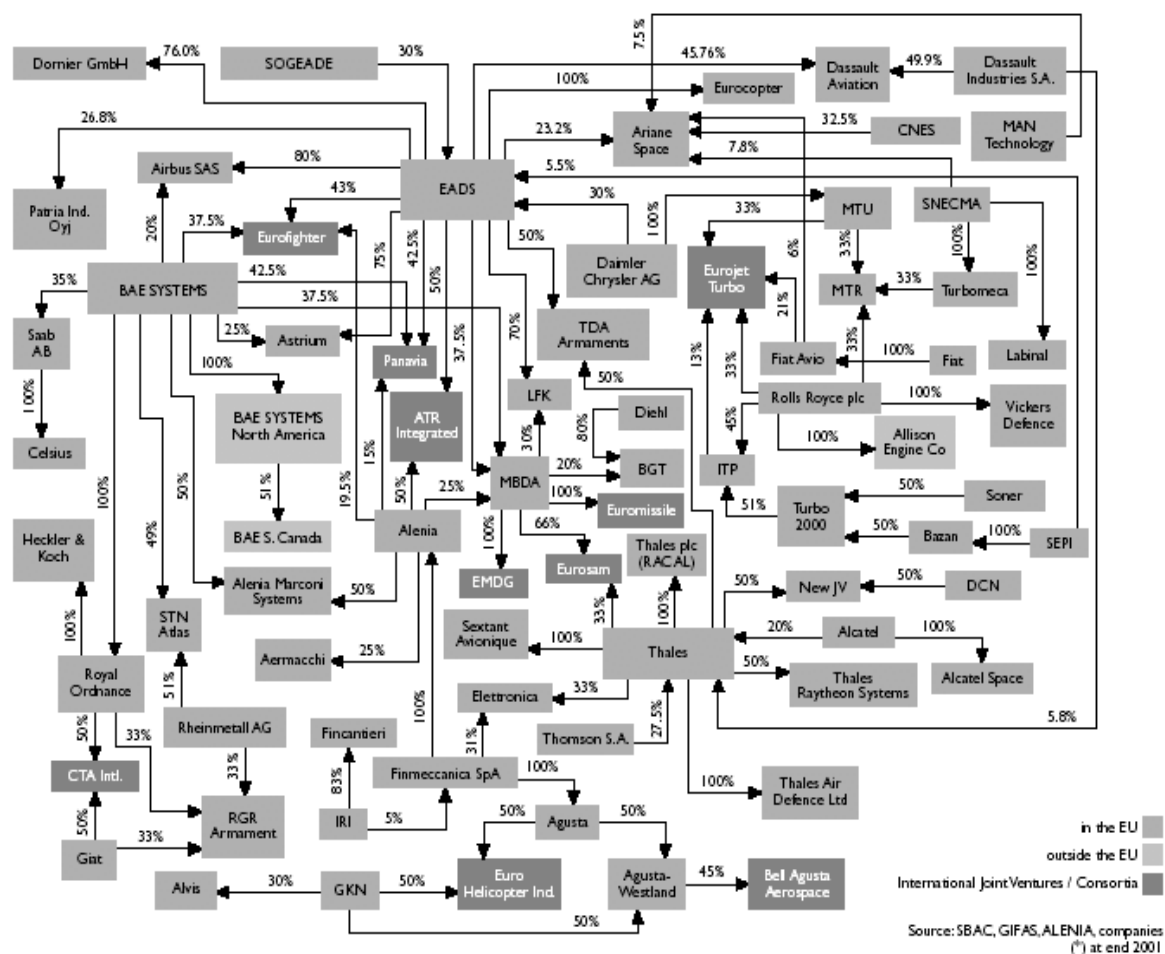 7.5%
Dornier GmbH
76.0%
SOGEADE
30%
45.76%
100%
Eurocopter
Dassault
Aviation
49.9%
Dassault
Industries S.A.
26.8%
23.2%
Ariane
Space
32.5%
CNES
MAN
Technology
7.8%
Airbus SAS
80%
EADS
5.5%
30%
Patria Ind.
Oyj
43%
20%
37.5%
Eurofighter
75%
42.5%
50%
50%
Daimler
Chrysler AG
100%
33%
MTU
SNECMA
6%
33%
100%
100%
35%
BAE SYSTEMS
42.5%
37.5%
Eurojet
Turbo
MTR
33%
Turbomeca
Saab
AB
25%
Astrium
37.5%
70%
TDA
Armaments
21%
33%
Labinal
100%
Panavia
13%
33%
Fiat Avio
100%
Fiat
50%
100%
BAE SYSTEMS
North America
ATR
Integrated
LFK
Diehl
Rolls Royce plc
100%
Vickers
Defence
80%
45%
100%
Allison
Engine Co
Celsius
15%
30%
19.5%
50%
25%
MBDA
20%
BGT
ITP
100%
50%
51%
100%
Euromissile
51%
Turbo
2000
50%
Soner
Heckler &
Koch
49%
BAE S. Canada
Alenia
100%
66%
Thales plc
(RACAL)
50%
Bazan
100%
SEPI
Alenia Marconi
Systems
50%
EMDG
Eurosam
50%
New JV
50%
DCN
33%
100%
STN
Atlas
100%
Sextant
Avionique
100%
20%
Alcatel
100%
Aermacchi
25%
Thales
50%
Thales
Raytheon Systems
Alcatel Space
Royal
Ordnance
51%
100%
Elettronica
33%
5.8%
50%
33%
Rheinmetall AG
Fincantieri
31%
Thomson S.A.
27.5%
CTA Intl.
33%
83%
Finmeccanica SpA
100%
100%
Thales Air
Defence Ltd
50%
RGR
Armament
IRI
5%
50%
Agusta
50%
in the EU
Giat
33%
outside the EU
Alvis
30%
GKN
50%
Euro
Helicopter Ind.
Agusta-
Westland
45%
Bell Agusta
Aerospace
International Joint Ventures / Consortia
50%
Source: SBAC, GIFAS, ALENIA, companies
(*) at end 2001